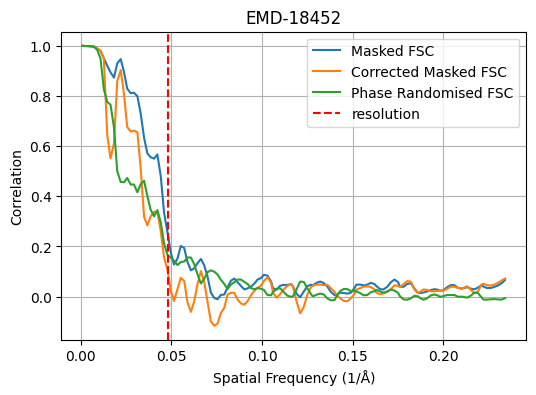 EMD-18452
Masked FSC
Corrected Masked FSC
Phase Randomised FSC
resolution
Correlation
1.0
0.8
0.6
0.4
0.2
0.0
0.00 0.05 0.10 0.15 0.20
Spatial Frequency (1/Å)